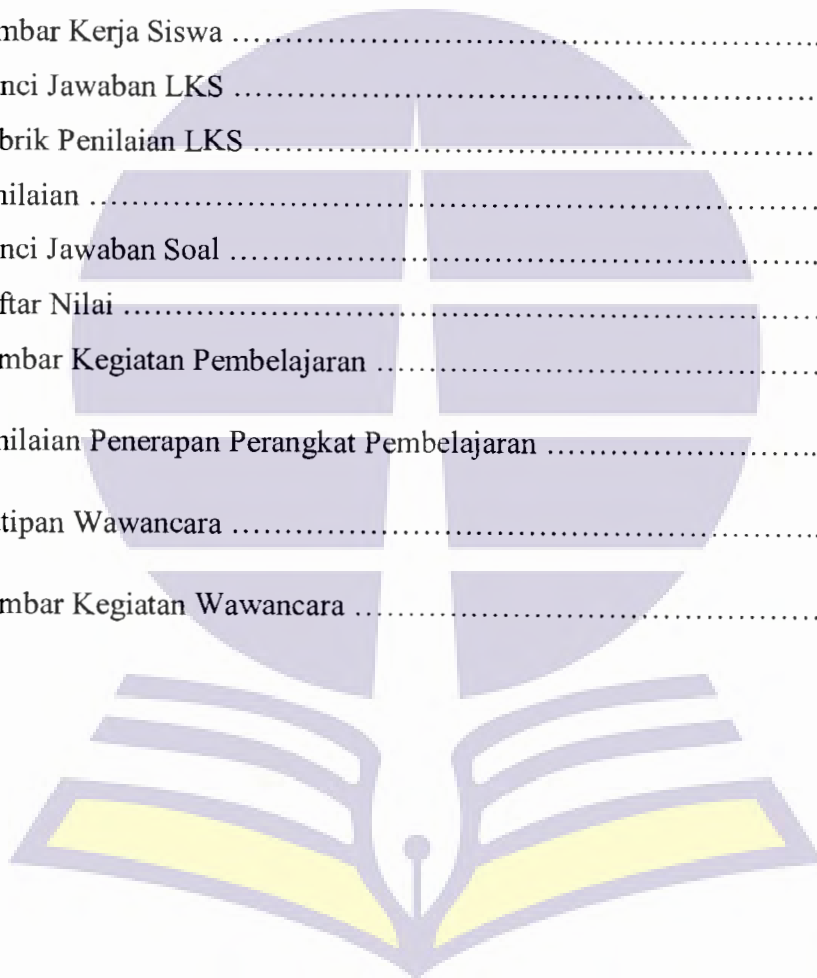 mbar Kerja Siswa ........................................................
nci Jawaban LKS ........................................................
brik Penilaian LKS ......................................................
nilaian ......................................................................
nci Jawaban Soal ........................................................
ftar Nilai ...................................................................
mbar Kegiatan Pembelajaran .........................................
nilaian Penerapan Perangkat Pembelajaran .........................
tipan Wawancara ........................................................
mbar Kegiatan Wawancara ...........................................